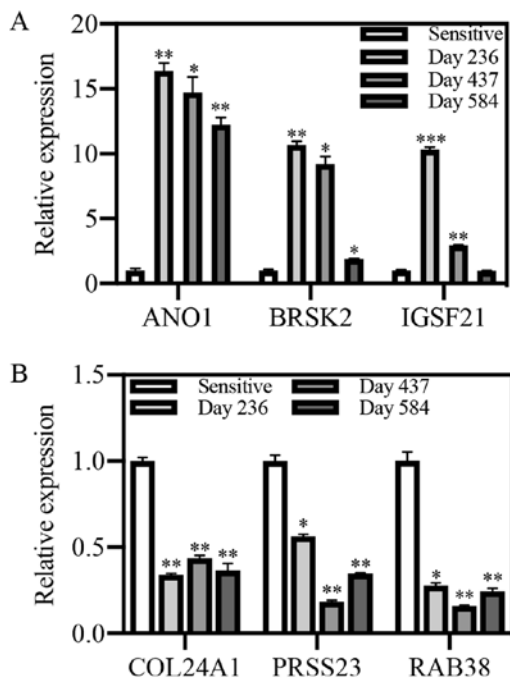 A
Relative expression
20
15
10
5
0
Sensitive
Day 236
Day 437
Day 584
** * **
** * *
*** **
ANO1 BRSK2 IGSF21
B
Relative expression
1.5
1.0
0.5
0.0
Sensitive Day 437
Day 236 Day 584
** ** **
* ** **
* ** **
COL24A1 PRSS23 RAB38